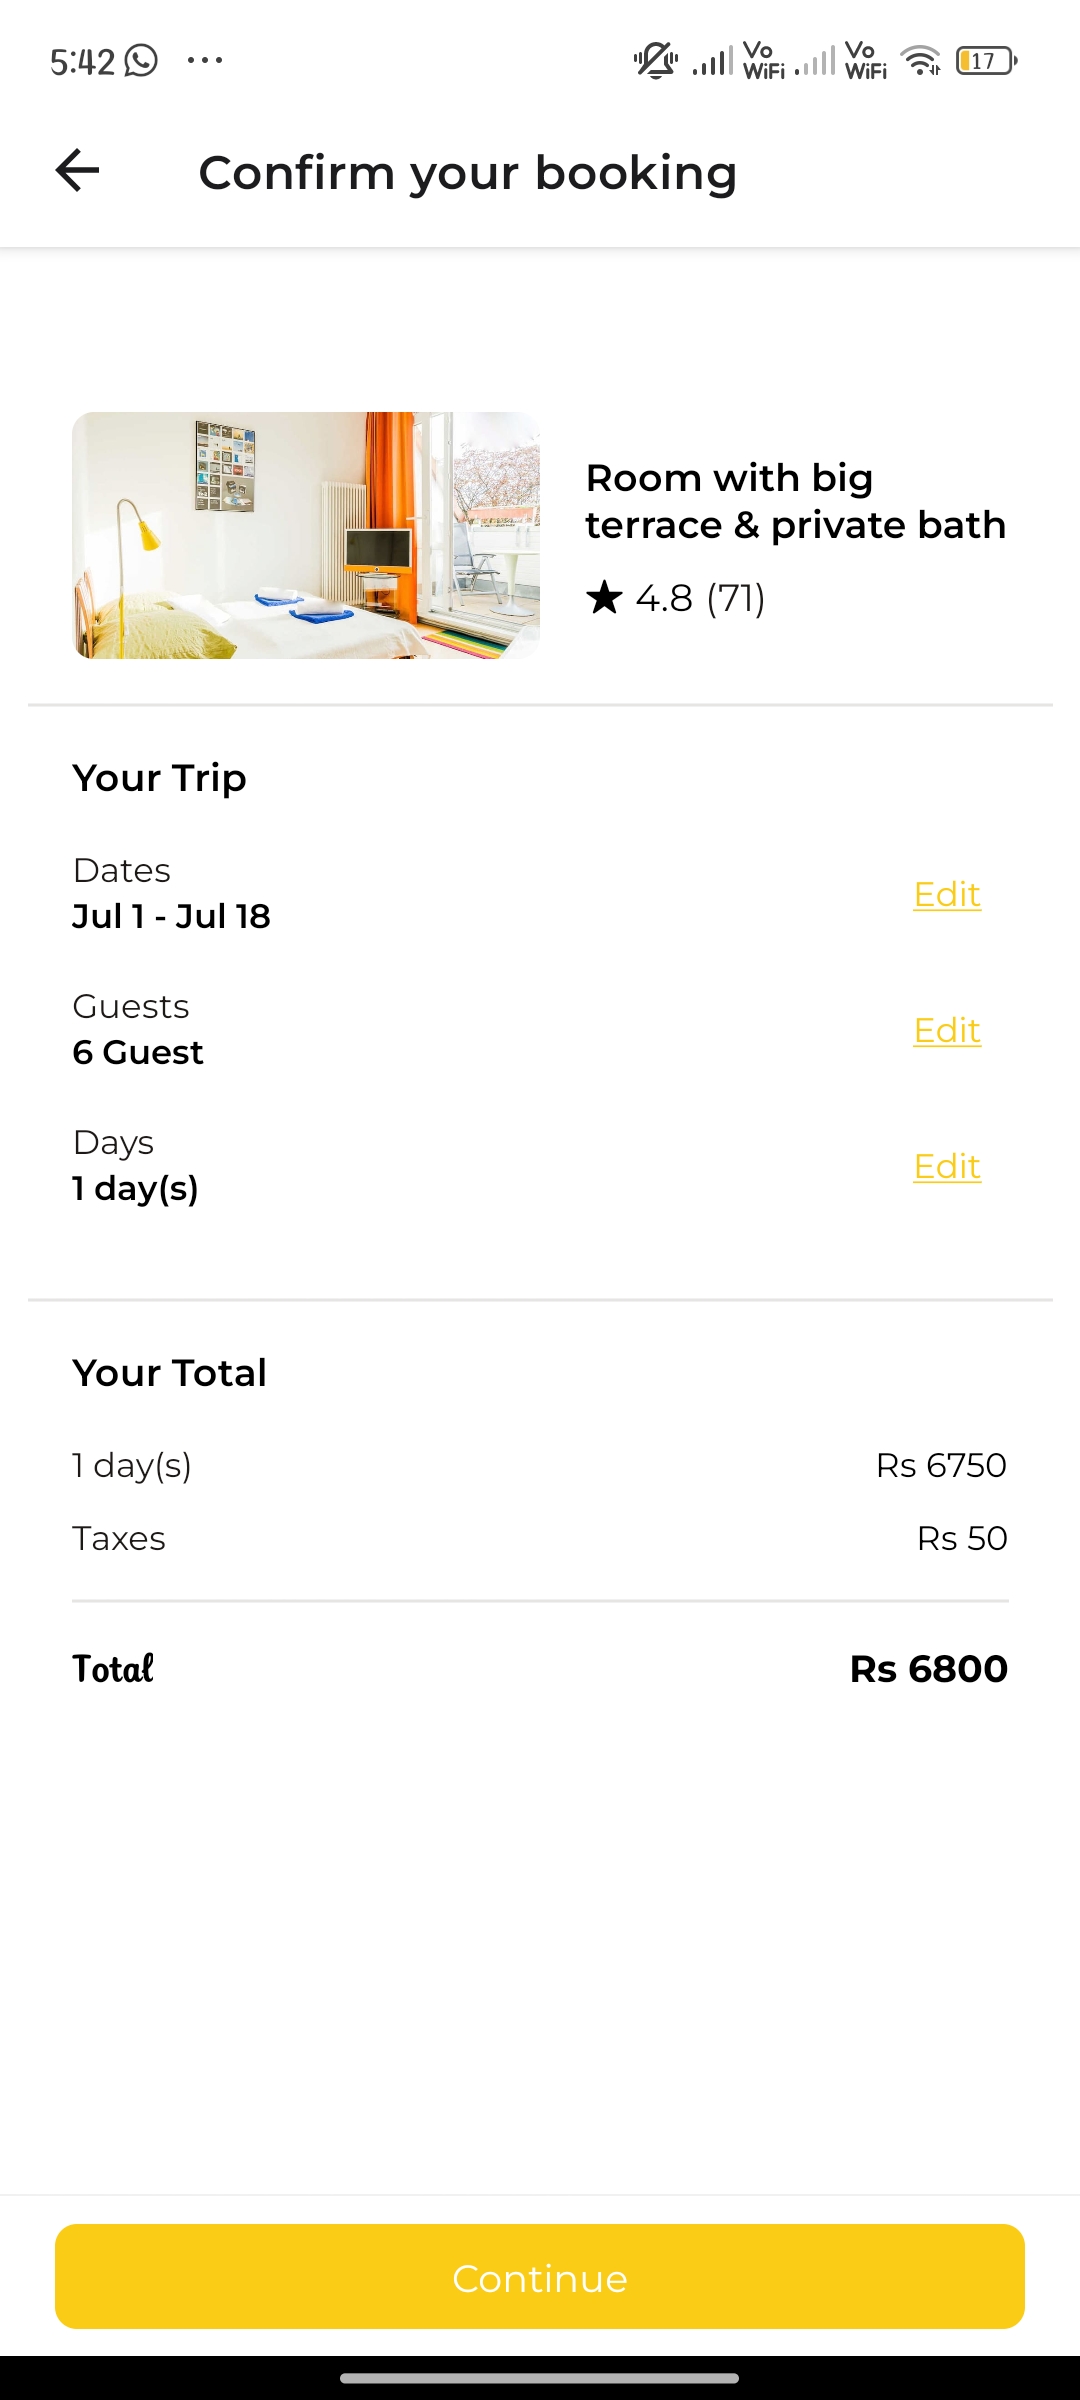 5:42
Vo WiFi
Vo WiFi
17
Confirm your booking
Room with big
terrace & private bath
4.8 (71)
Your Trip
Dates
Jul 1 - Jul 18
Edit
Guests
6 Guest
Edit
Days
1 day(s)
Edit
Your Total
1 day(s) Rs 6750
Taxes Rs 50
Total Rs 6800
Continue